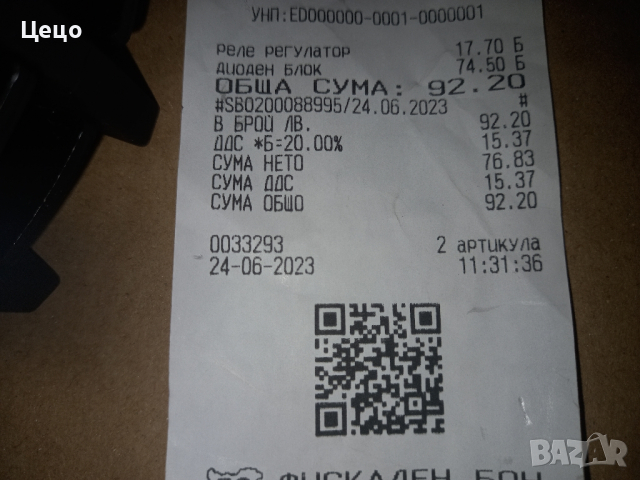 Цецо
УНП:ED000000-0001-0000001
реле регулатор 17.70 Б
диоден блок 74.50 Б
ОБЩА СУМА: 92.20
#SB0200088995/24.06.2023 #
В БРОЙ ЛВ. 92.20
ДДС *Б=20.00% 15.37
СУМА НЕТО 76.83
СУМА ДДС 15.37
СУМА ОБЩО 92.20
0033293 2 артикула
24-06-2023 11:31:36
ФИСКАЛЕН БОН
BAZAR